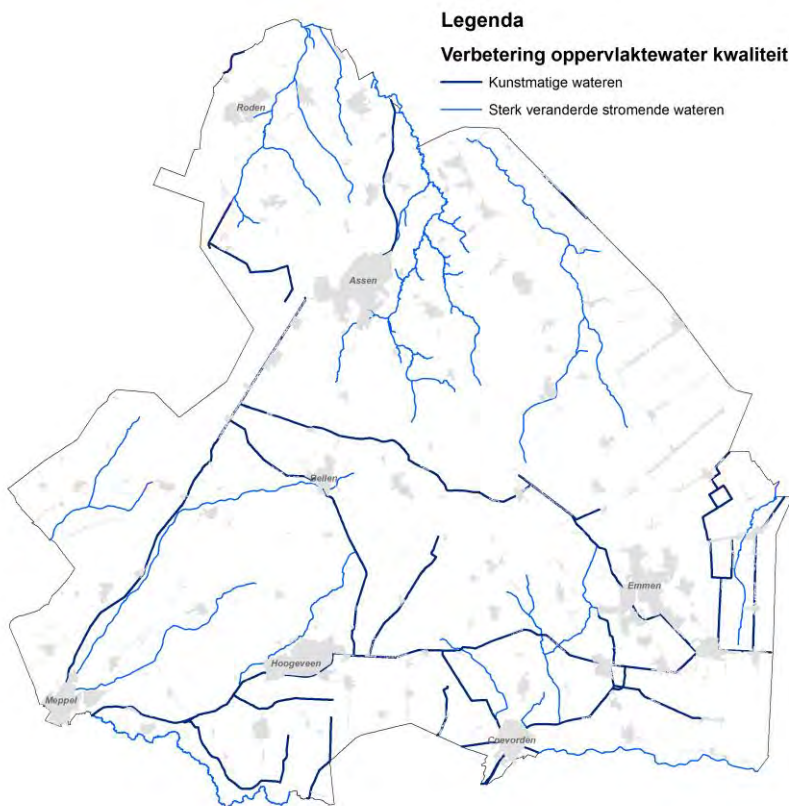 Legenda
Verbetering oppervlaktewater kwaliteit
Kunstmatige wateren
Sterk veranderde stromende wateren
Roden
Assen
Beilen
Emmen
Hoogeveen
Meppel
Coevorden